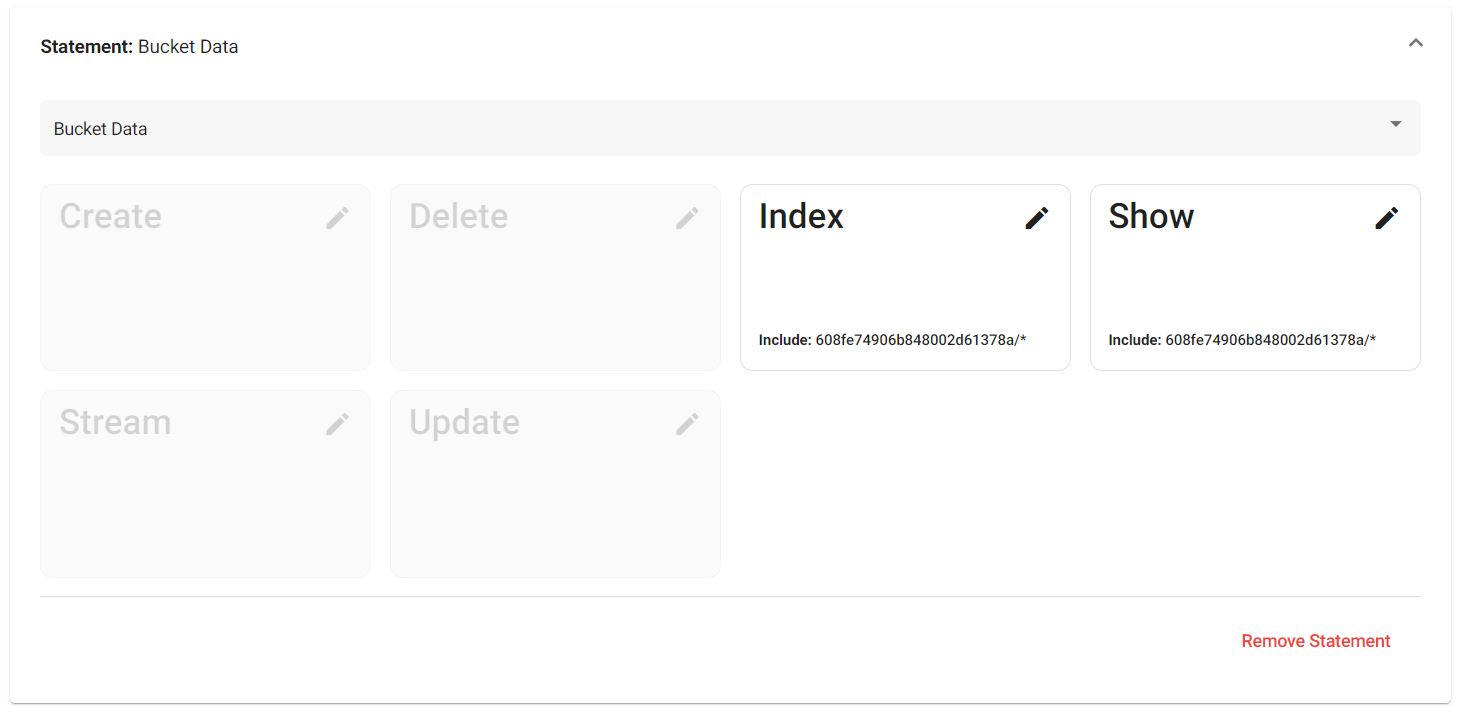 Statement: Bucket Data
Bucket Data
Create
Delete
Index
Include: 608fe74906b848002d61378a/*
Show
Include: 608fe74906b848002d61378a/*
Stream
Update
Remove Statement